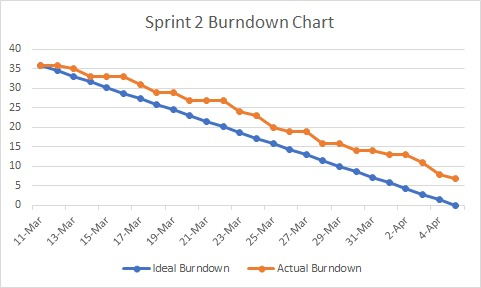 Sprint 2 Burndown Chart
40
35
30
25
20
15
10
5
0
11-Mar
13-Mar
15-Mar
17-Mar
19-Mar
21-Mar
23-Mar
25-Mar
27-Mar
29-Mar
31-Mar
2-Apr
4-Apr
Ideal Burndown
Actual Burndown